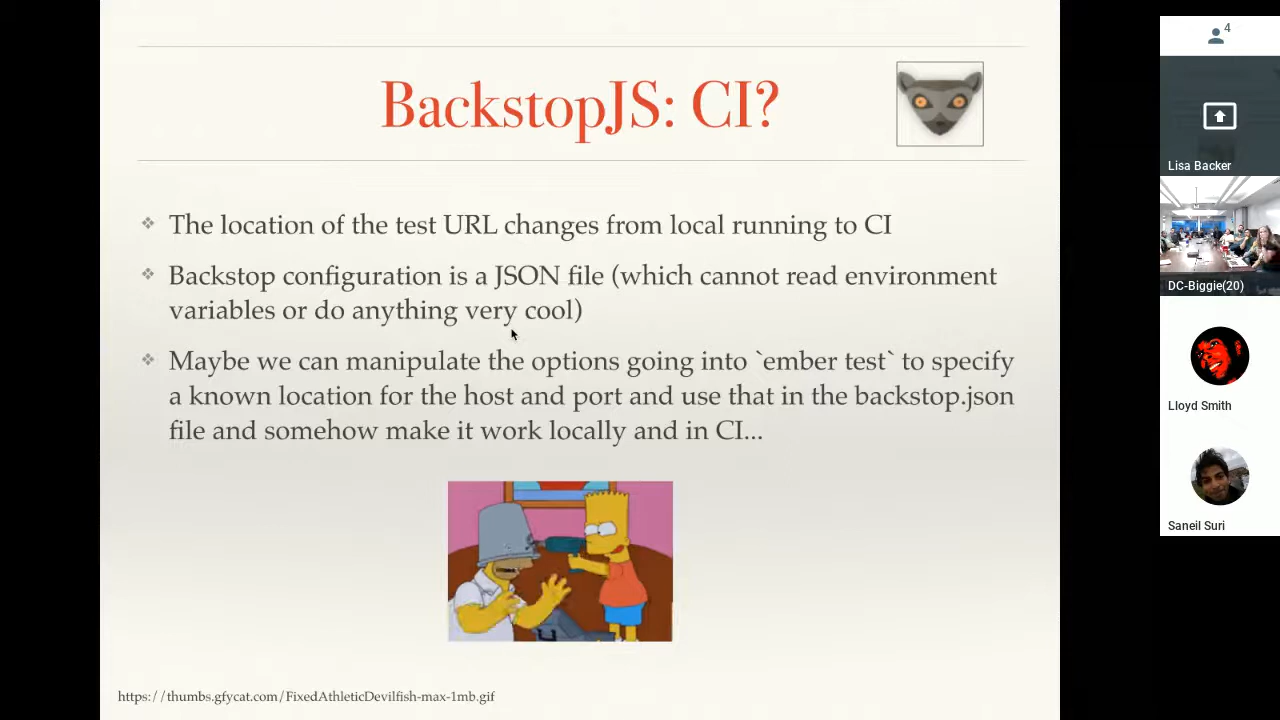 BackstopJS: CI?
The location of the test URL changes from local running to CI
Backstop configuration is a JSON file (which cannot read environment
variables or do anything very cool)
Maybe we can manipulate the options going into `ember test` to specify
a known location for the host and port and use that in the backstop.json
file and somehow make it work locally and in CI...
https://thumbs.gfycat.com/FixedAthleticDevilfish-max-1mb.gif
4
Lisa Backer
DC-Biggie(20)
Lloyd Smith
Saneil Suri